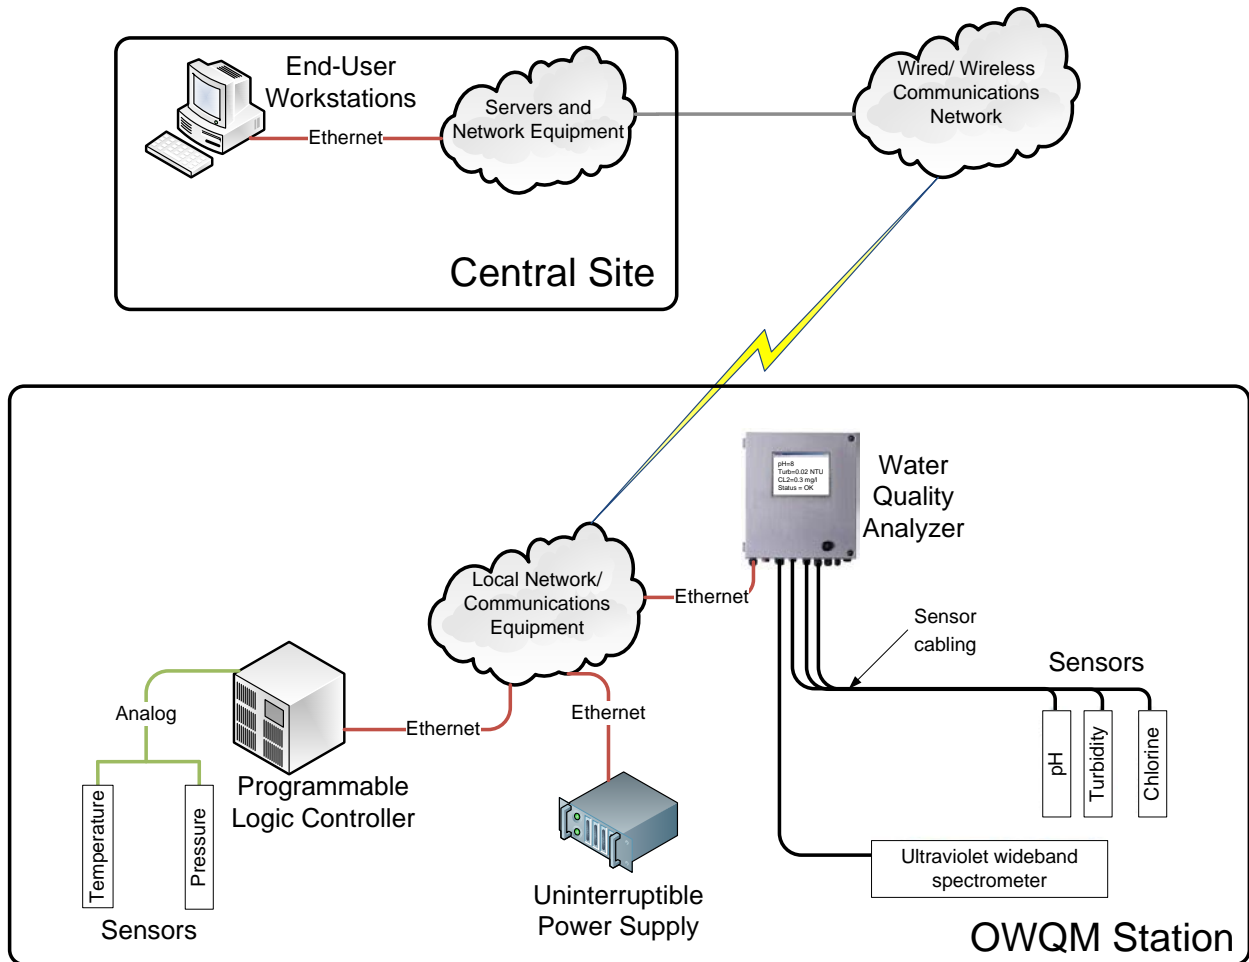 End-User
Workstations
Ethernet
Servers and
Network Equipment
Wired/ Wireless
Communications
Network
Central Site
pH=8
Turb=0.02 NTU
CL2=0.3 mg/l
Status = OK
Water
Quality
Analyzer
Local Network/
Communications
Equipment
Ethernet
Sensor
cabling
Sensors
pH
Turbidity
Chlorine
Analog
Ethernet
Ethernet
Programmable
Logic Controller
Temperature
Pressure
Sensors
Uninterruptible
Power Supply
Ultraviolet wideband
spectrometer
OWQM Station